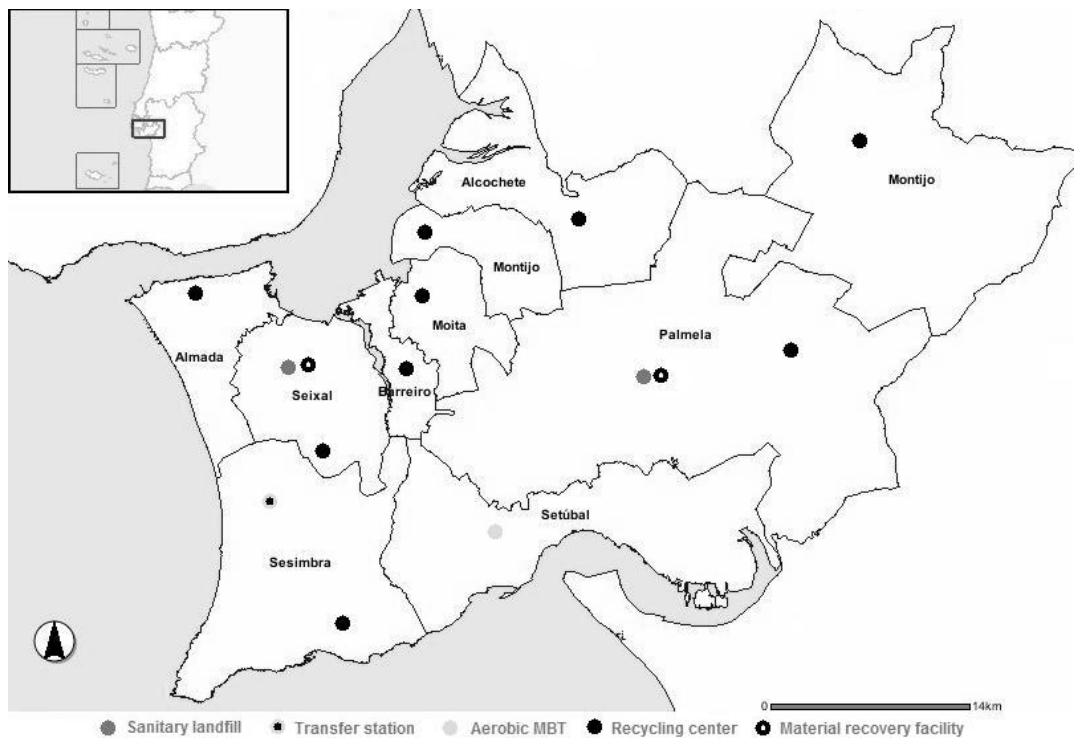 Alcochete
Montijo
Montijo
Moita
Palmela
Almada
Seixal
Barreiro
Setúbal
Sesimbra
0 14km
Sanitary landfill Transfer station Aerobic MBT Recycling center Material recovery facility